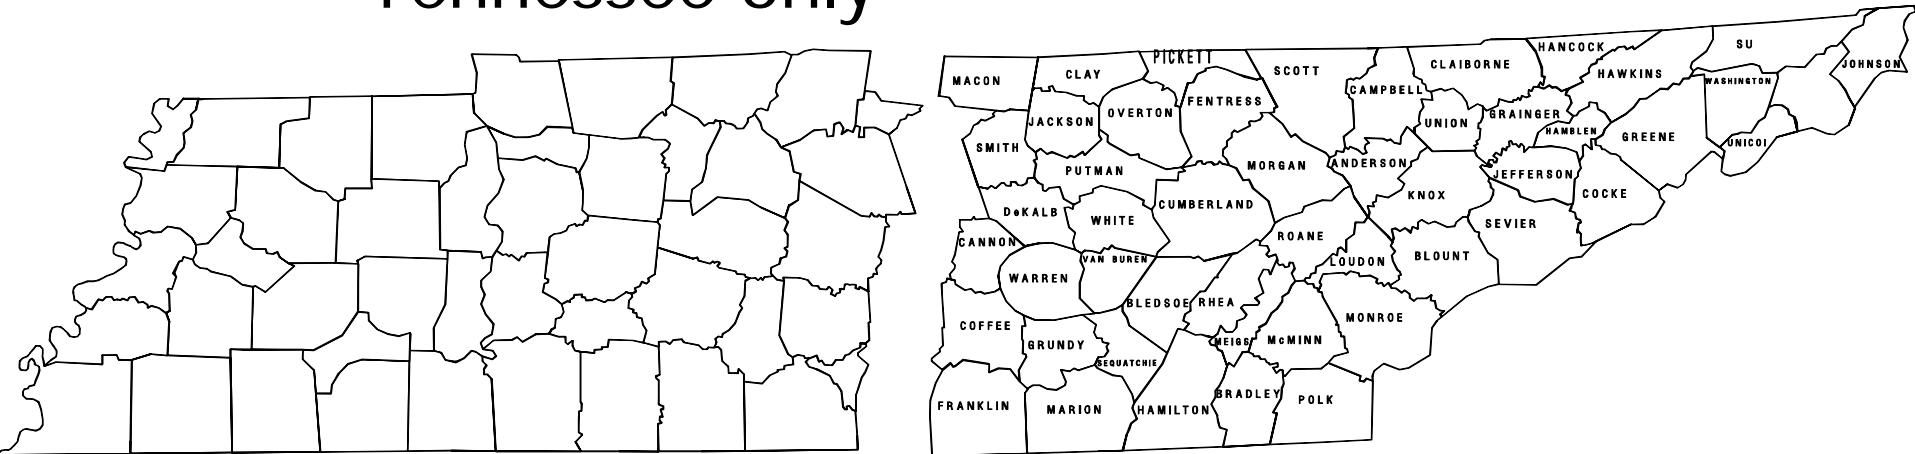 Tennessee only
PICKETT
HANCOCK
SU
MACON
CLAY
SCOTT
CLAIBORNE
HAWKINS
JOHNSON
CAMPBELL
WASHINGTON
FENTRESS
JACKSON
OVERTON
UNION
GRAINGER
HAMBLEN
GREENE
UNICOI
SMITH
PUTMAN
MORGAN
ANDERSON
JEFFERSON
KNOX
COCKE
DeKALB
WHITE
CUMBERLAND
SEVIER
CANNON
ROANE
VAN BUREN
LOUDON
BLOUNT
WARREN
BLEDSOE
RHEA
COFFEE
MONROE
GRUNDY
MEIGS
McMINN
SEQUATCHIE
FRANKLIN
MARION
HAMILTON
BRADLEY
POLK